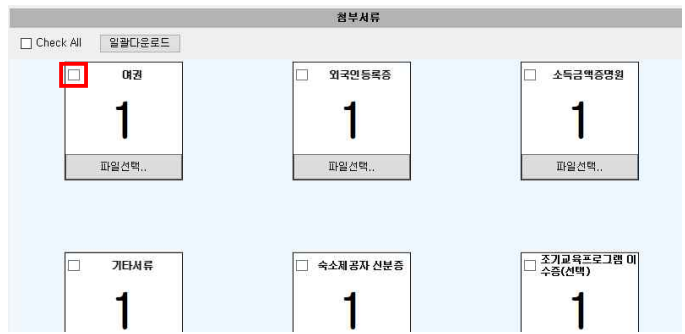 첨부서류
Check All 일괄다운로드
여권 외국인등록증 소득금액증명원
1 1 1
파일선택.. 파일선택.. 파일선택..
기타서류 숙소제공자 신분증 조기교육프로그램 이
수증(선택)
1 1 1